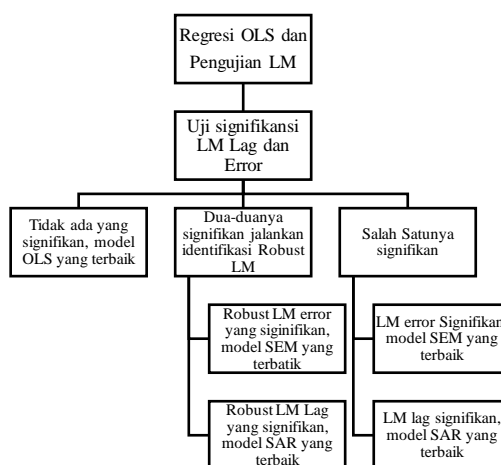 Regresi OLS dan
Pengujian LM
Uji signifikansi
LM Lag dan
Error
Tidak ada yang
signifikan, model
OLS yang terbaik
Dua-duanya
signifikan jalankan
identifikasi Robust
LM
Salah Satunya
signifikan
Robust LM error
yang siginifikan,
model SEM yang
terbatik
LM error Signifikan
model SEM yang
terbaik
Robust LM Lag
yang signifikan,
model SAR yang
terbaik
LM lag signifikan,
model SAR yang
terbaik